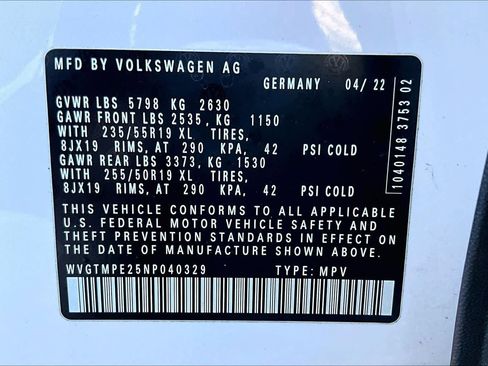 MFD BY VOLKSWAGEN AG
GERMANY 04/22
GVWR LBS 5798 KG 2630
GAWR FRONT LBS 2535, KG 1150
WITH 235/55R19 XL TIRES,
8JX19 RIMS, AT 290 KPA, 42 PSI COLD
GAWR REAR LBS 3373, KG 1530
WITH 255/50R19 XL TIRES,
8JX19 RIMS, AT 290 KPA, 42 PSI COLD
THIS VEHICLE CONFORMS TO ALL APPLICABLE
U.S. FEDERAL MOTOR VEHICLE SAFETY AND
THEFT PREVENTION STANDARDS IN EFFECT ON
THE DATE OF MANUFACTURE SHOWN ABOVE.
WVGTMPE25NP040329 TYPE: MPV
1040148 3753 02